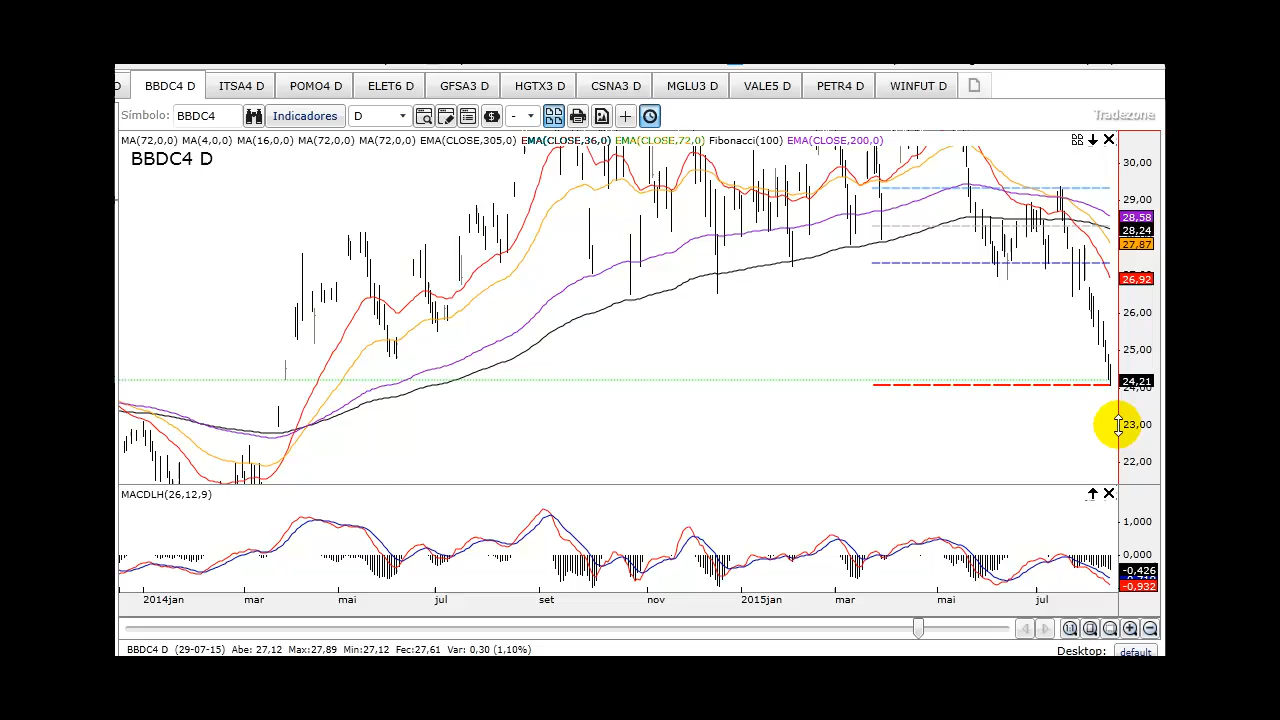 D BBDC4 D ITSA4 D POMO4 D ELET6 D GFSA3 D HGTX3 D CSNA3 D MGLU3 D VALE5 D PETR4 D WINFUT D
Símbolo: BBDC4 Indicadores D - Tradezone
MA(72,0,0) MA(4,0,0) MA(16,0,0) MA(72,0,0) MA(72,0,0) EMA(CLOSE,305,0) EMA(CLOSE,36,0) EMA(CLOSE,72,0) Fibonacci(100) EMA(CLOSE,200,0)
BBDC4 D
30,00
29,00
28,58
28,24
27,87
26,92
26,00
25,00
24,21
24,00
23,00
22,00
MACDLH(26,12,9)
1,000
0,000
-0,426
-0,932
2014jan mar mai jul set nov 2015jan mar mai jul
1:1
BBDC4 D (29-07-15) Abe: 27,12 Max:27,89 Min:27,12 Fec:27,61 Var: 0,30 (1,10%) Desktop: default